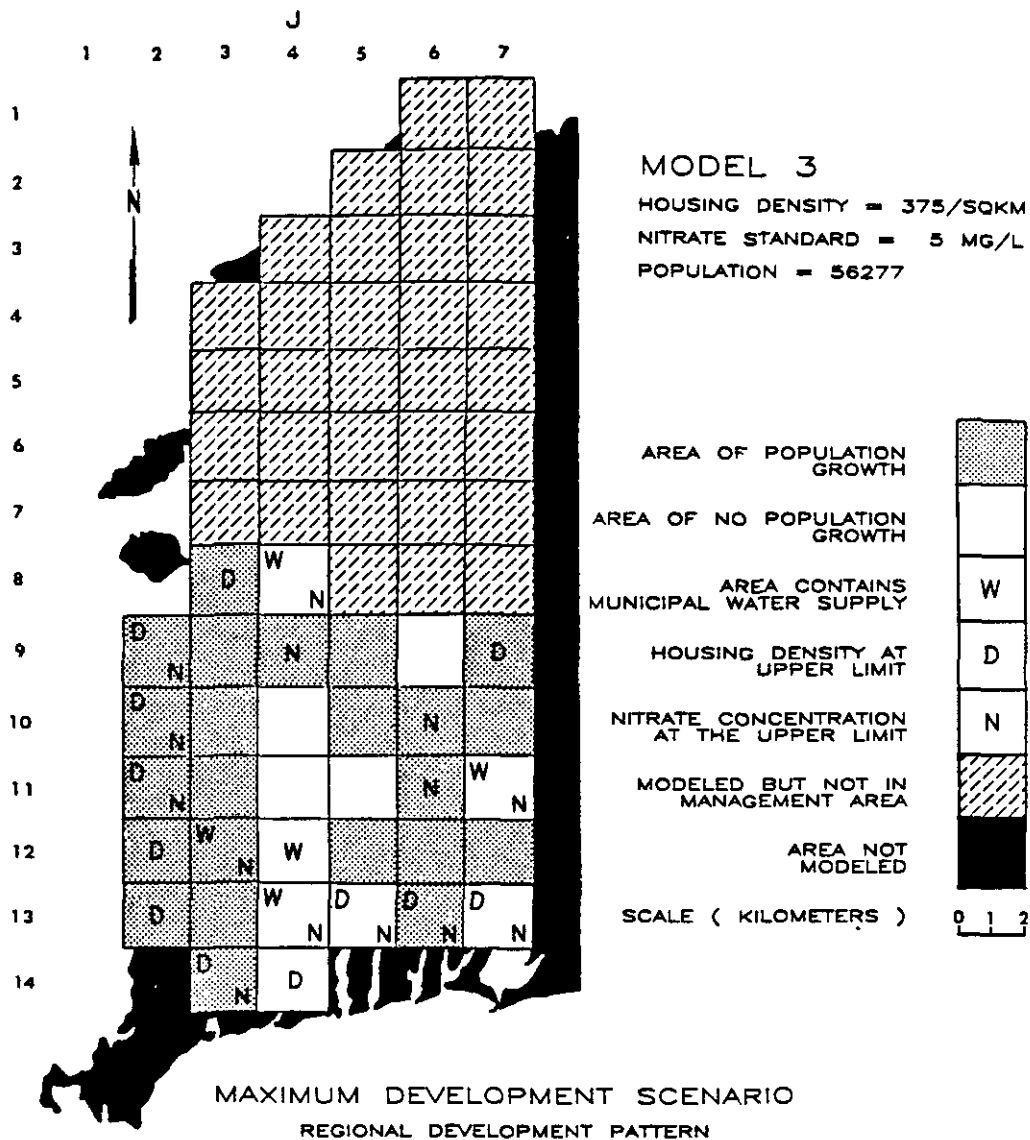 J
1 2 3 4 5 6 7
1
2
3
4
5
6
7
8
9
10
11
12
13
14
N
MODEL 3
HOUSING DENSITY = 375/SQKM
NITRATE STANDARD = 5 MG/L
POPULATION = 56277
D W N
D N N D
D N N
D N N W N
D W N W
D W N D N D N D N
D N D
AREA OF POPULATION
GROWTH
AREA OF NO POPULATION
GROWTH
AREA CONTAINS
MUNICIPAL WATER SUPPLY
W
HOUSING DENSITY AT
UPPER LIMIT
D
NITRATE CONCENTRATION
AT THE UPPER LIMIT
N
MODELED BUT NOT IN
MANAGEMENT AREA
AREA NOT
MODELED
SCALE ( KILOMETERS )
0 1 2
MAXIMUM DEVELOPMENT SCENARIO
REGIONAL DEVELOPMENT PATTERN